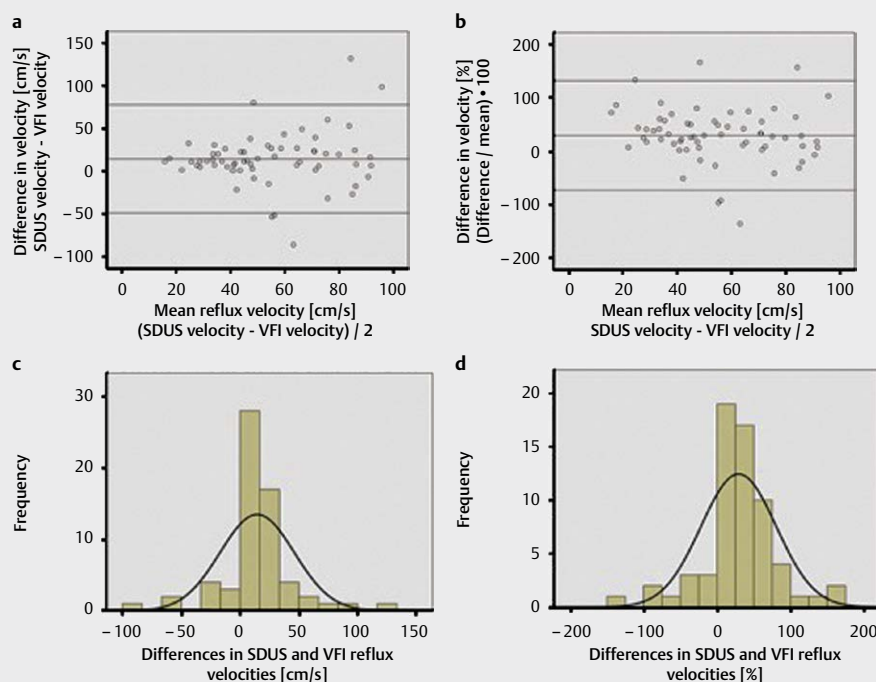 a
Difference in velocity [cm/s]
SDUS velocity - VFI velocity
150
100
50
0
– 50
– 100
0 20 40 60 80 100
Mean reflux velocity [cm/s]
(SDUS velocity - VFI velocity) / 2
b
Difference in velocity [%]
(Difference / mean) • 100
200
100
0
– 100
– 200
0 20 40 60 80 100
Mean reflux velocity [cm/s]
SDUS velocity - VFI velocity) / 2
c
Frequency
30
20
10
0
– 100 – 50 0 50 100 150
Differences in SDUS and VFI reflux
velocities [cm/s]
d
Frequency
20
15
10
5
0
– 200 – 100 0 100 200
Differences in SDUS and VFI reflux
velocities [%]